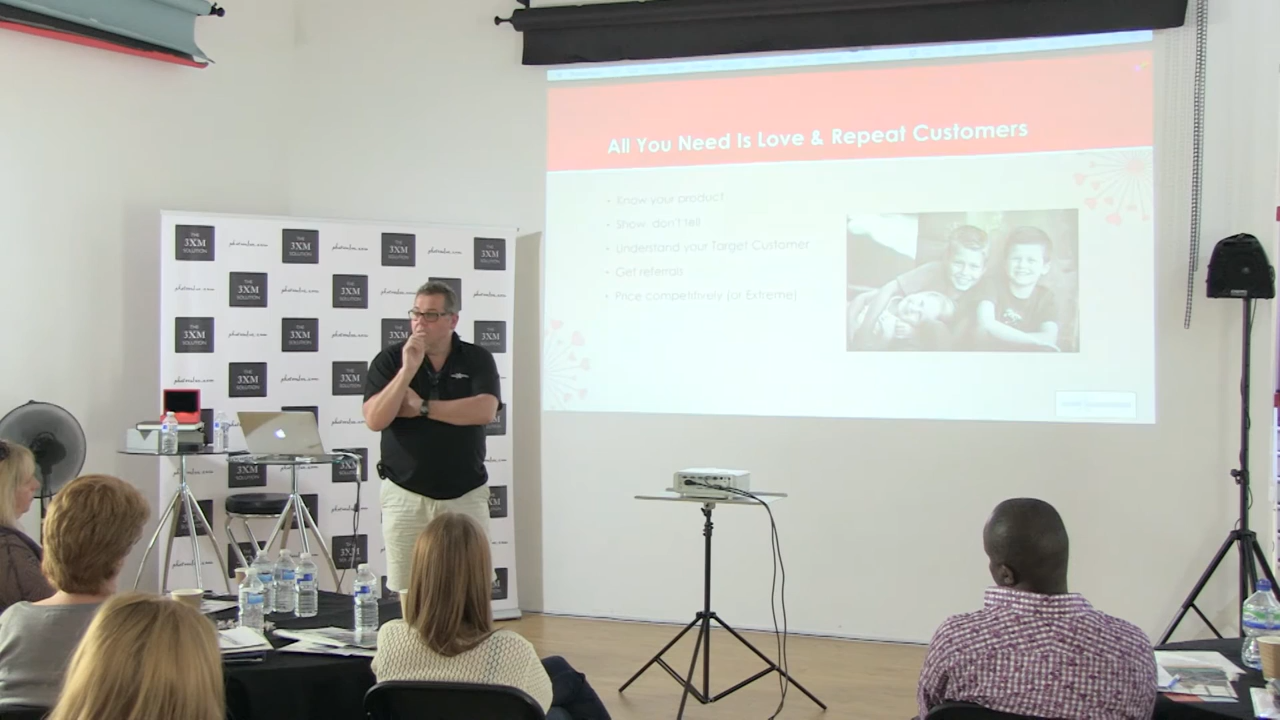 All You Need Is Love & Repeat Customers
Know your product
Show, don't tell
Understand your Target Customer
Get referrals
Price competitively (or Extreme)
THE
3XM
SOLUTION